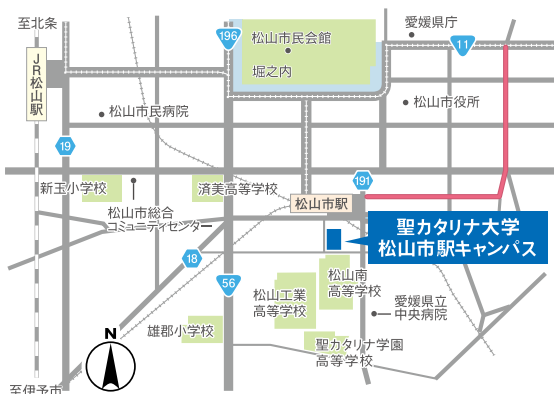 至北条
196
松山市民会館
堀之内
愛媛県庁
11
JR松山駅
松山市民病院
松山市役所
19
新玉小学校
済美高等学校
191
松山市駅
松山市総合
コミュニティセンター
聖カタリナ大学
松山市駅キャンパス
18
56
松山南
高等学校
松山工業
高等学校
愛媛県立
中央病院
雄郡小学校
聖カタリナ学園
高等学校
N
至伊予市